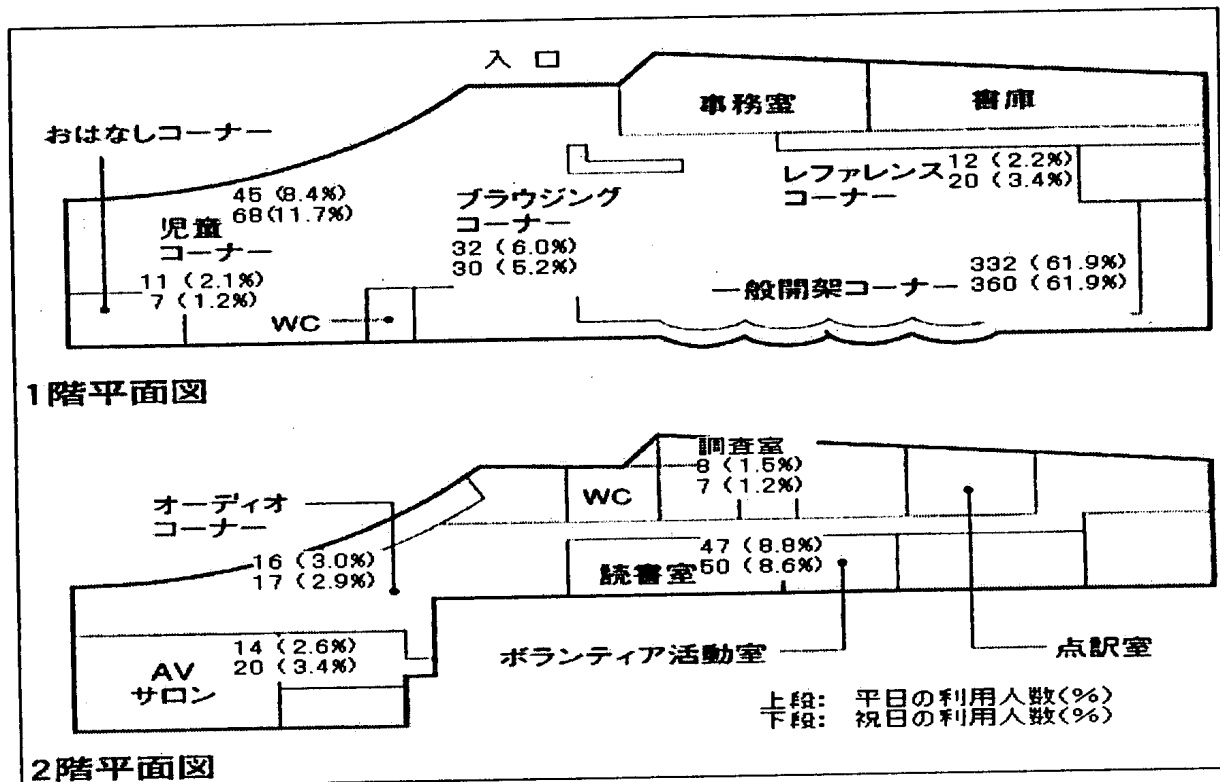 入口
事務室
書庫
おはなしコーナー
45 (8.4%)
68(11.7%)
児童
コーナー
11 (2.1%)
7 (1.2%)
WC
ブラウジング
コーナー
32 (6.0%)
30 (5.2%)
レファレンス
コーナー
12 (2.2%)
20 (3.4%)
一般開架コーナー
332 (61.9%)
360 (61.9%)
1階平面図
調査室
8 (1.5%)
7 (1.2%)
WC
オーディオ
コーナー
16 (3.0%)
17 (2.9%)
47 (8.8%)
読書室 50 (8.6%)
14 (2.6%)
20 (3.4%)
AV
サロン
ボランティア活動室
点訳室
上段: 平日の利用人数(%)
下段: 祝日の利用人数(%)
2階平面図